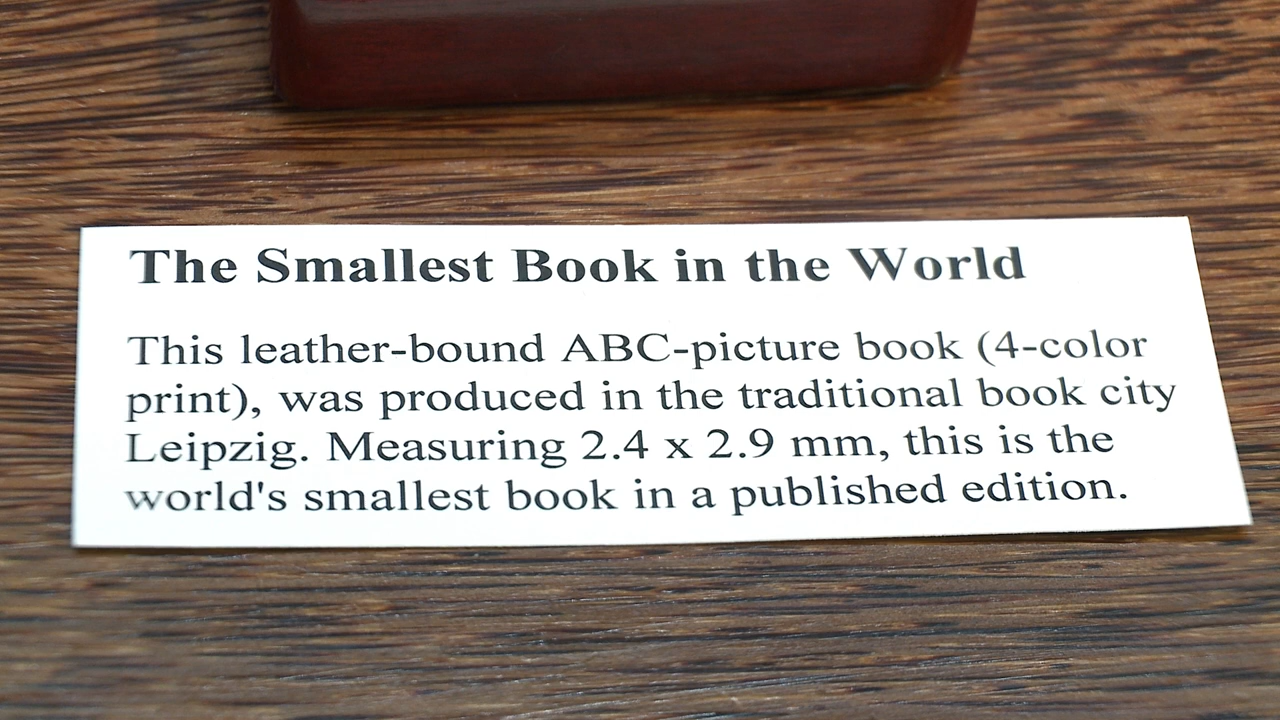 The Smallest Book in the World
This leather-bound ABC-picture book (4-color
print), was produced in the traditional book city
Leipzig. Measuring 2.4 x 2.9 mm, this is the
world's smallest book in a published edition.